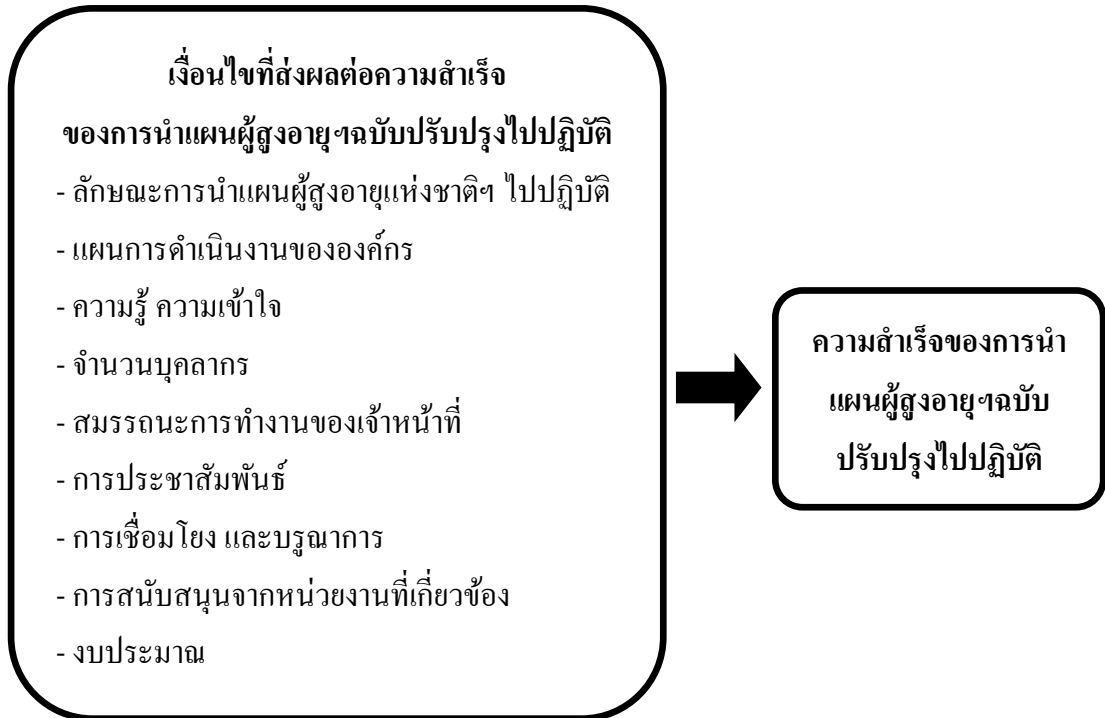 เงื่อนไขที่ส่งผลต่อความสำเร็จ
ของการนำแผนผู้สูงอายุฯฉบับปรับปรุงไปปฏิบัติ
- ลักษณะการนำแผนผู้สูงอายุแห่งชาติฯ ไปปฏิบัติ
- แผนการดำเนินงานขององค์กร
- ความรู้ ความเข้าใจ
- จำนวนบุคลากร
- สมรรถนะการทำงานของเจ้าหน้าที่
- การประชาสัมพันธ์
- การเชื่อมโยง และบรูณาการ
- การสนับสนุนจากหน่วยงานที่เกี่ยวข้อง
- งบประมาณ
ความสำเร็จของการนำ
แผนผู้สูงอายุฯฉบับ
ปรับปรุงไปปฏิบัติ